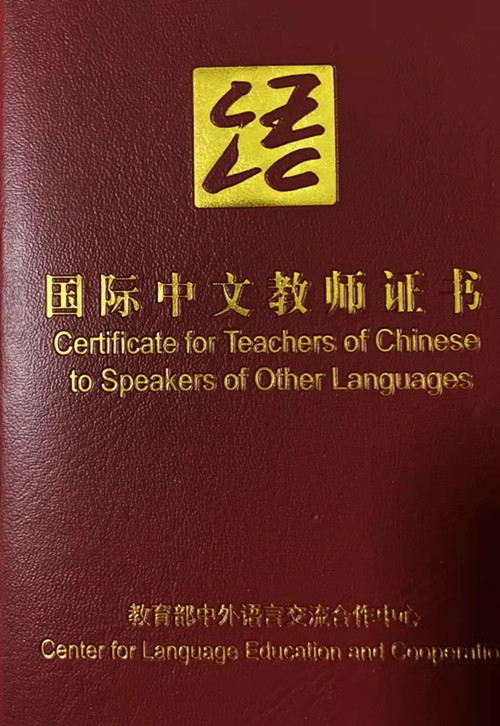 国际中文教师证书
Certificate for Teachers of Chinese
to Speakers of Other Languages
教育部中外语言交流合作中心
Center for Language Education and Cooperatio